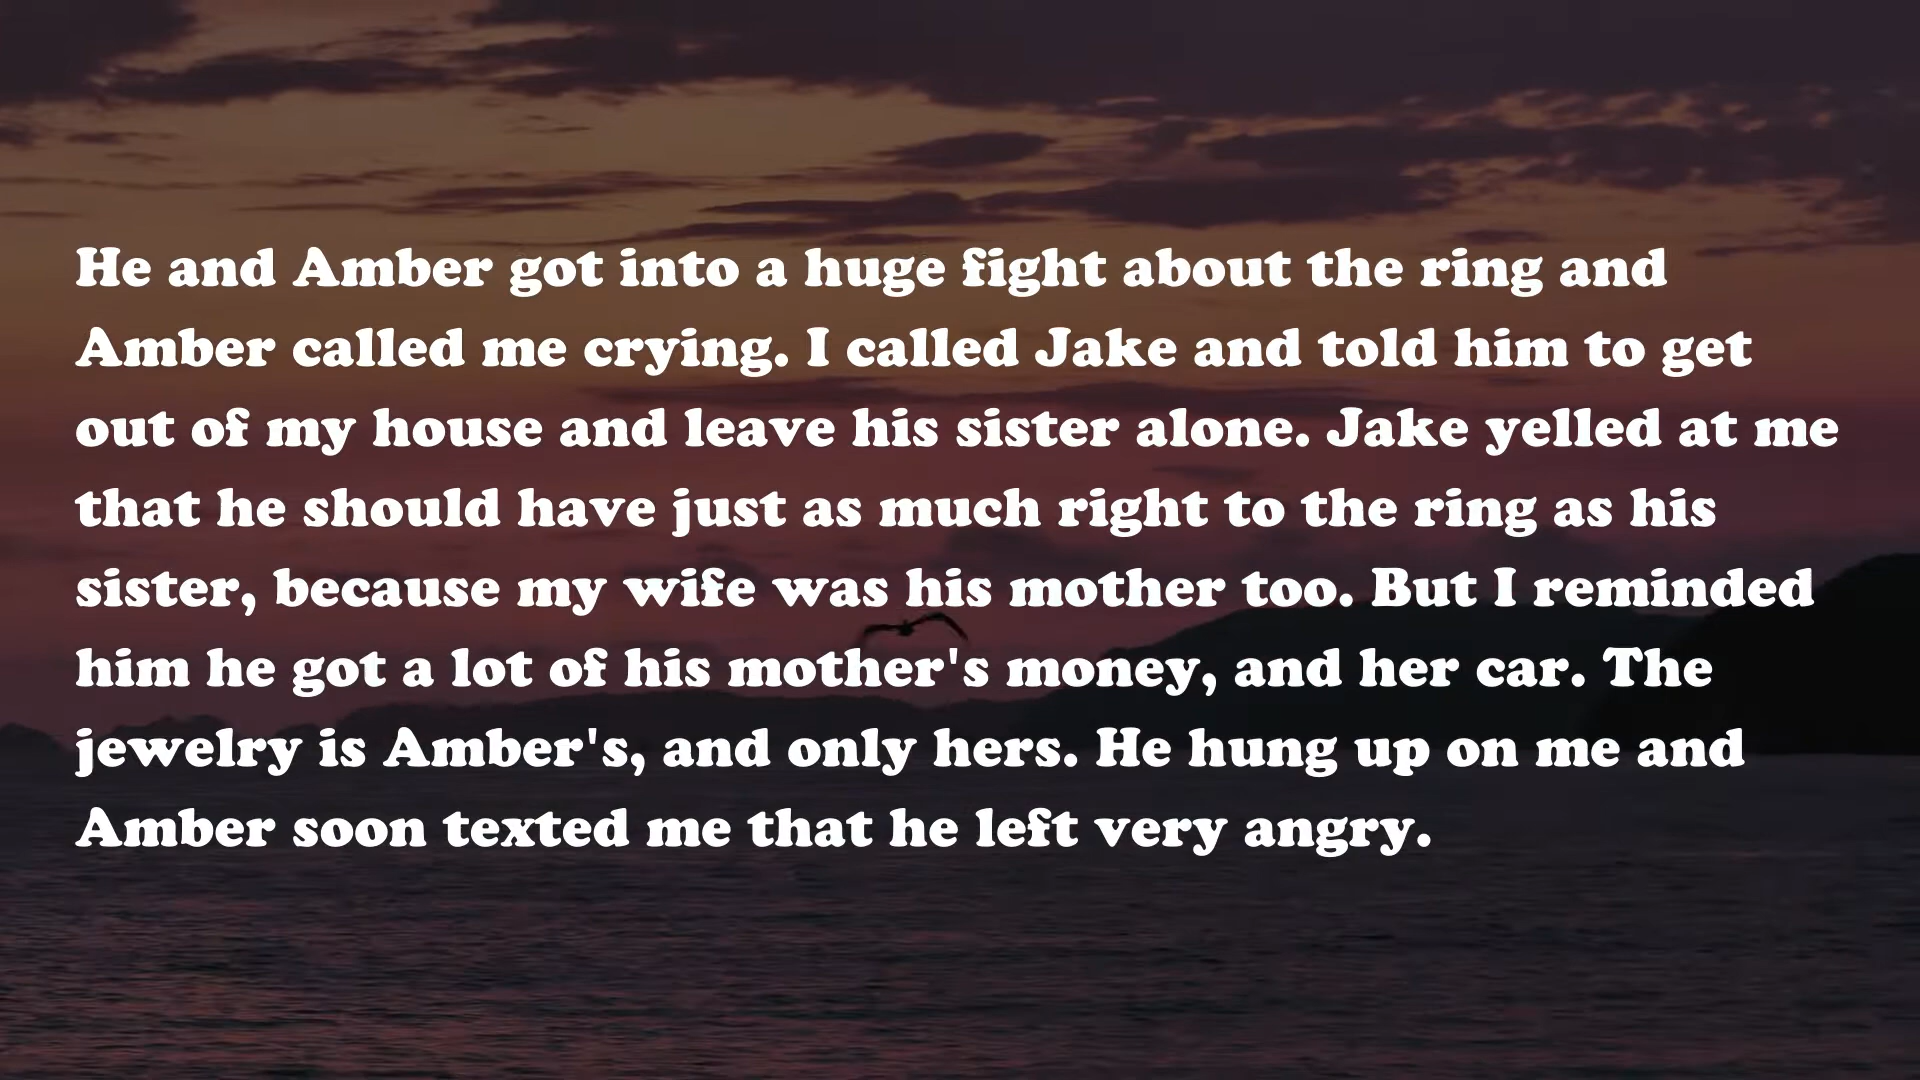 He and Amber got into a huge fight about the ring and
Amber called me crying. I called Jake and told him to get
out of my house and leave his sister alone. Jake yelled at me
that he should have just as much right to the ring as his
sister, because my wife was his mother too. But I reminded
him he got a lot of his mother's money, and her car. The
jewelry is Amber's, and only hers. He hung up on me and
Amber soon texted me that he left very angry.